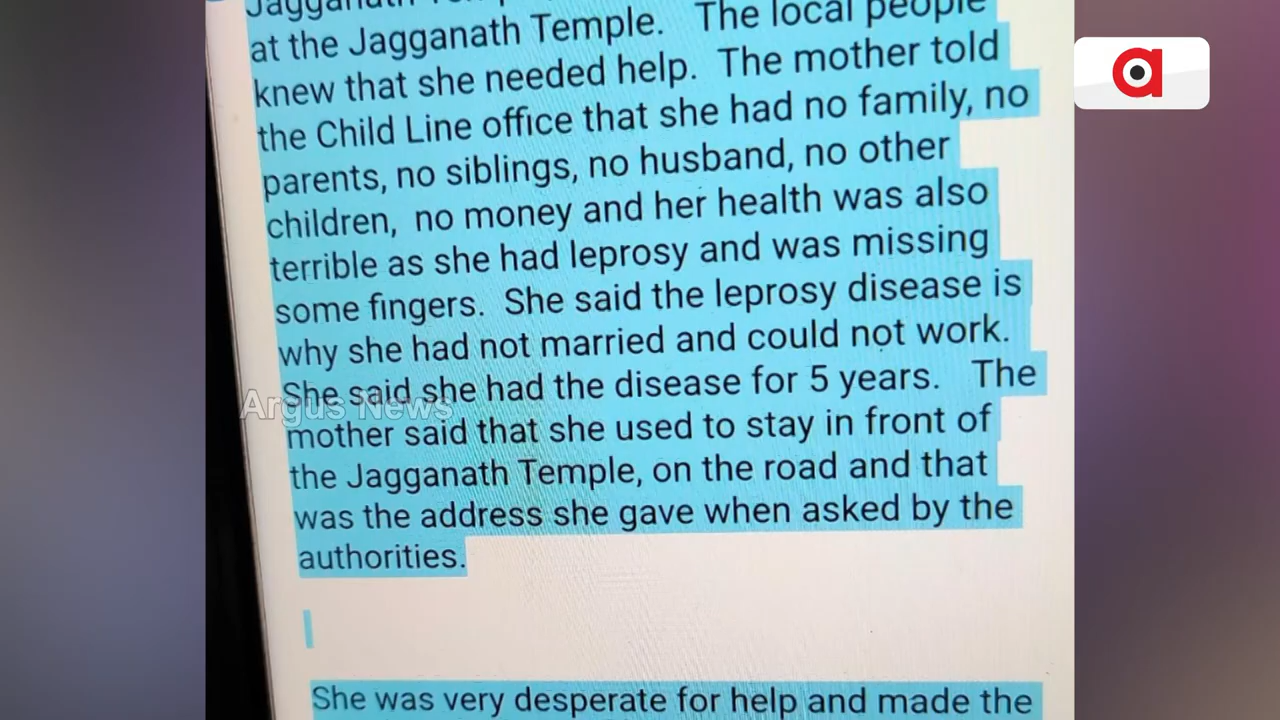 Jagganath
at the Jagganath Temple. The local people
knew that she needed help. The mother told
the Child Line office that she had no family, no
parents, no siblings, no husband, no other
children, no money and her health was also
terrible as she had leprosy and was missing
some fingers. She said the leprosy disease is
why she had not married and could not work.
She said she had the disease for 5 years. The
Argus News
mother said that she used to stay in front of
the Jagganath Temple, on the road and that
was the address she gave when asked by the
authorities.
She was very desperate for help and made the
a